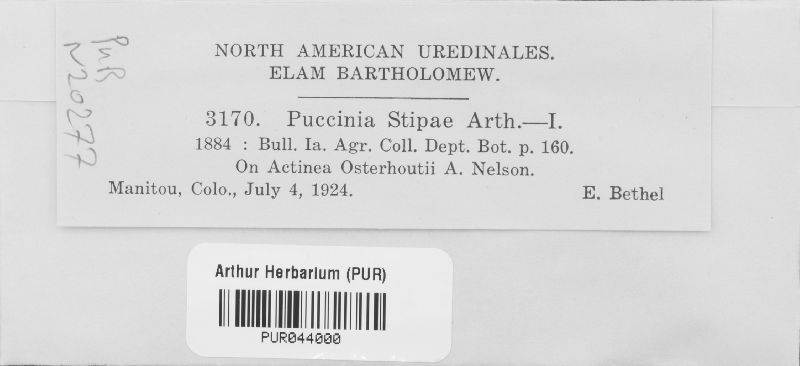 PUR
N20277
NORTH AMERICAN UREDINALES.
ELAM BARTHOLOMEW.
3170. Puccinia Stipae Arth.—I.
1884 : Bull. Ia. Agr. Coll. Dept. Bot. p. 160.
On Actinea Osterhoutii A. Nelson.
Manitou, Colo., July 4, 1924. E. Bethel
Arthur Herbarium (PUR)
PUR044000